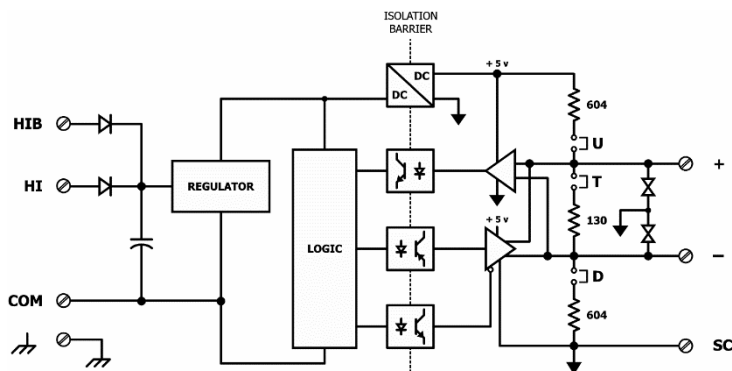 ISOLATION
BARRIER
+ 5 v
DC
DC
604
HIB
U
+
HI
REGULATOR
T
+ 5 v
130
LOGIC
−
D
COM
604
SC